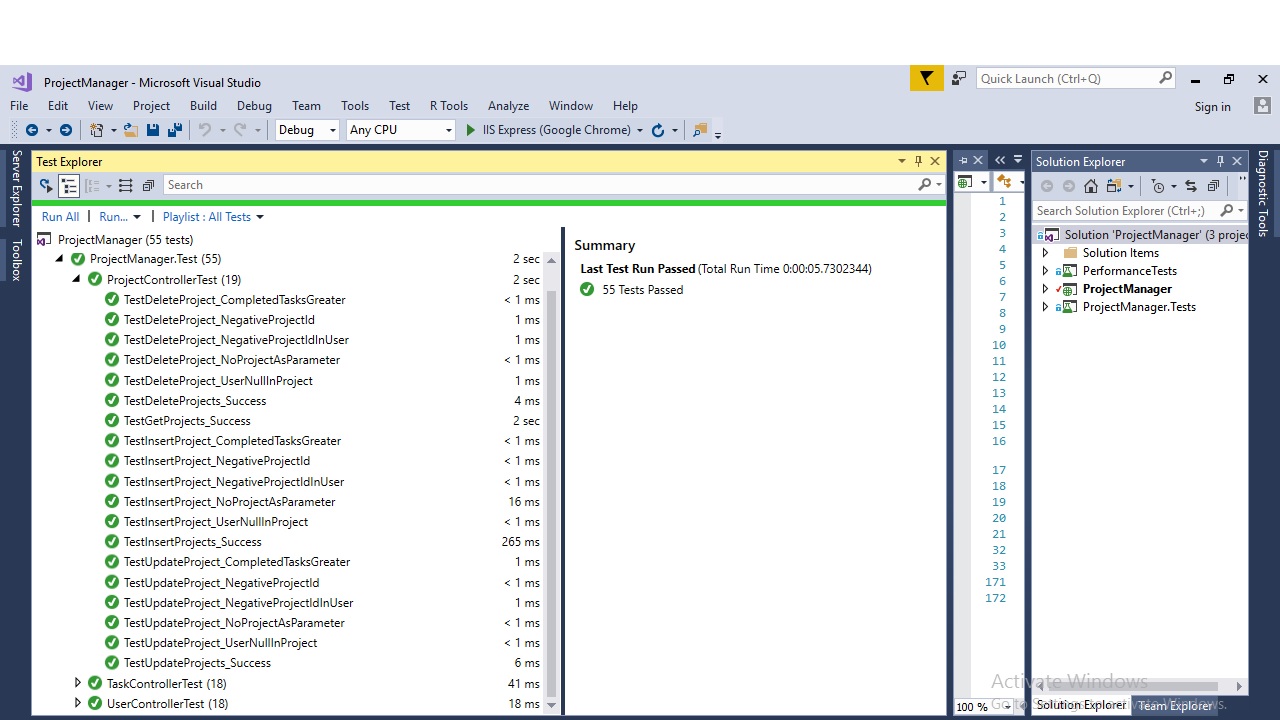 ProjectManager - Microsoft Visual Studio
Quick Launch (Ctrl+Q)
File Edit View Project Build Debug Team Tools Test R Tools Analyze Window Help
Sign in
Debug Any CPU IIS Express (Google Chrome)
Server Explorer
Toolbox
Test Explorer
Search
Run All | Run... | Playlist : All Tests
ProjectManager (55 tests)
ProjectManager.Test (55) 2 sec
ProjectControllerTest (19) 2 sec
TestDeleteProject_CompletedTasksGreater < 1 ms
TestDeleteProject_NegativeProjectId 1 ms
TestDeleteProject_NegativeProjectIdInUser 1 ms
TestDeleteProject_NoProjectAsParameter < 1 ms
TestDeleteProject_UserNullInProject 1 ms
TestDeleteProjects_Success 4 ms
TestGetProjects_Success 2 sec
TestInsertProject_CompletedTasksGreater < 1 ms
TestInsertProject_NegativeProjectId < 1 ms
TestInsertProject_NegativeProjectIdInUser < 1 ms
TestInsertProject_NoProjectAsParameter 16 ms
TestInsertProject_UserNullInProject < 1 ms
TestInsertProjects_Success 265 ms
TestUpdateProject_CompletedTasksGreater 1 ms
TestUpdateProject_NegativeProjectId < 1 ms
TestUpdateProject_NegativeProjectIdInUser 1 ms
TestUpdateProject_NoProjectAsParameter < 1 ms
TestUpdateProject_UserNullInProject < 1 ms
TestUpdateProjects_Success 6 ms
TaskControllerTest (18) 41 ms
UserControllerTest (18) 18 ms
Summary
Last Test Run Passed (Total Run Time 0:00:05.7302344)
55 Tests Passed
1
2
3
4
5
6
7
8
9
10
11
12
13
14
15
16
17
18
19
20
21
32
33
171
172
100 %
Solution Explorer
Search Solution Explorer (Ctrl+;)
Solution 'ProjectManager' (3 projec
Solution Items
PerformanceTests
ProjectManager
ProjectManager.Tests
Solution Explorer Team Explorer
Diagnostic Tools
Activate Windows
Go to Settings to activate Windows.